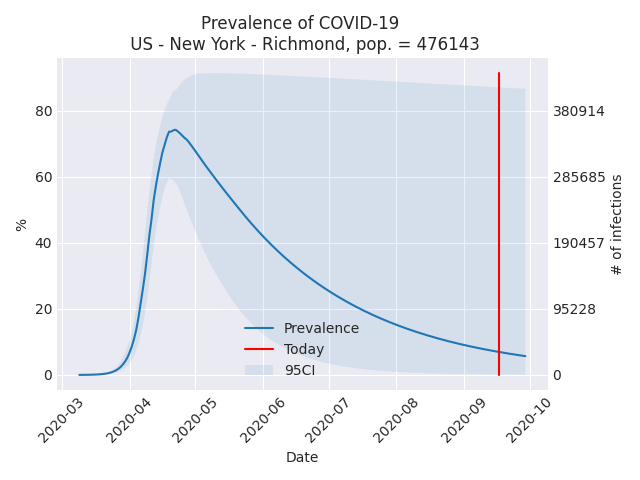 Prevalence of COVID-19
US - New York - Richmond, pop. = 476143
%
80
60
40
20
0
380914
285685
190457
95228
0
# of infections
Prevalence
Today
95CI
2020-03
2020-04
2020-05
2020-06
2020-07
2020-08
2020-09
2020-10
Date